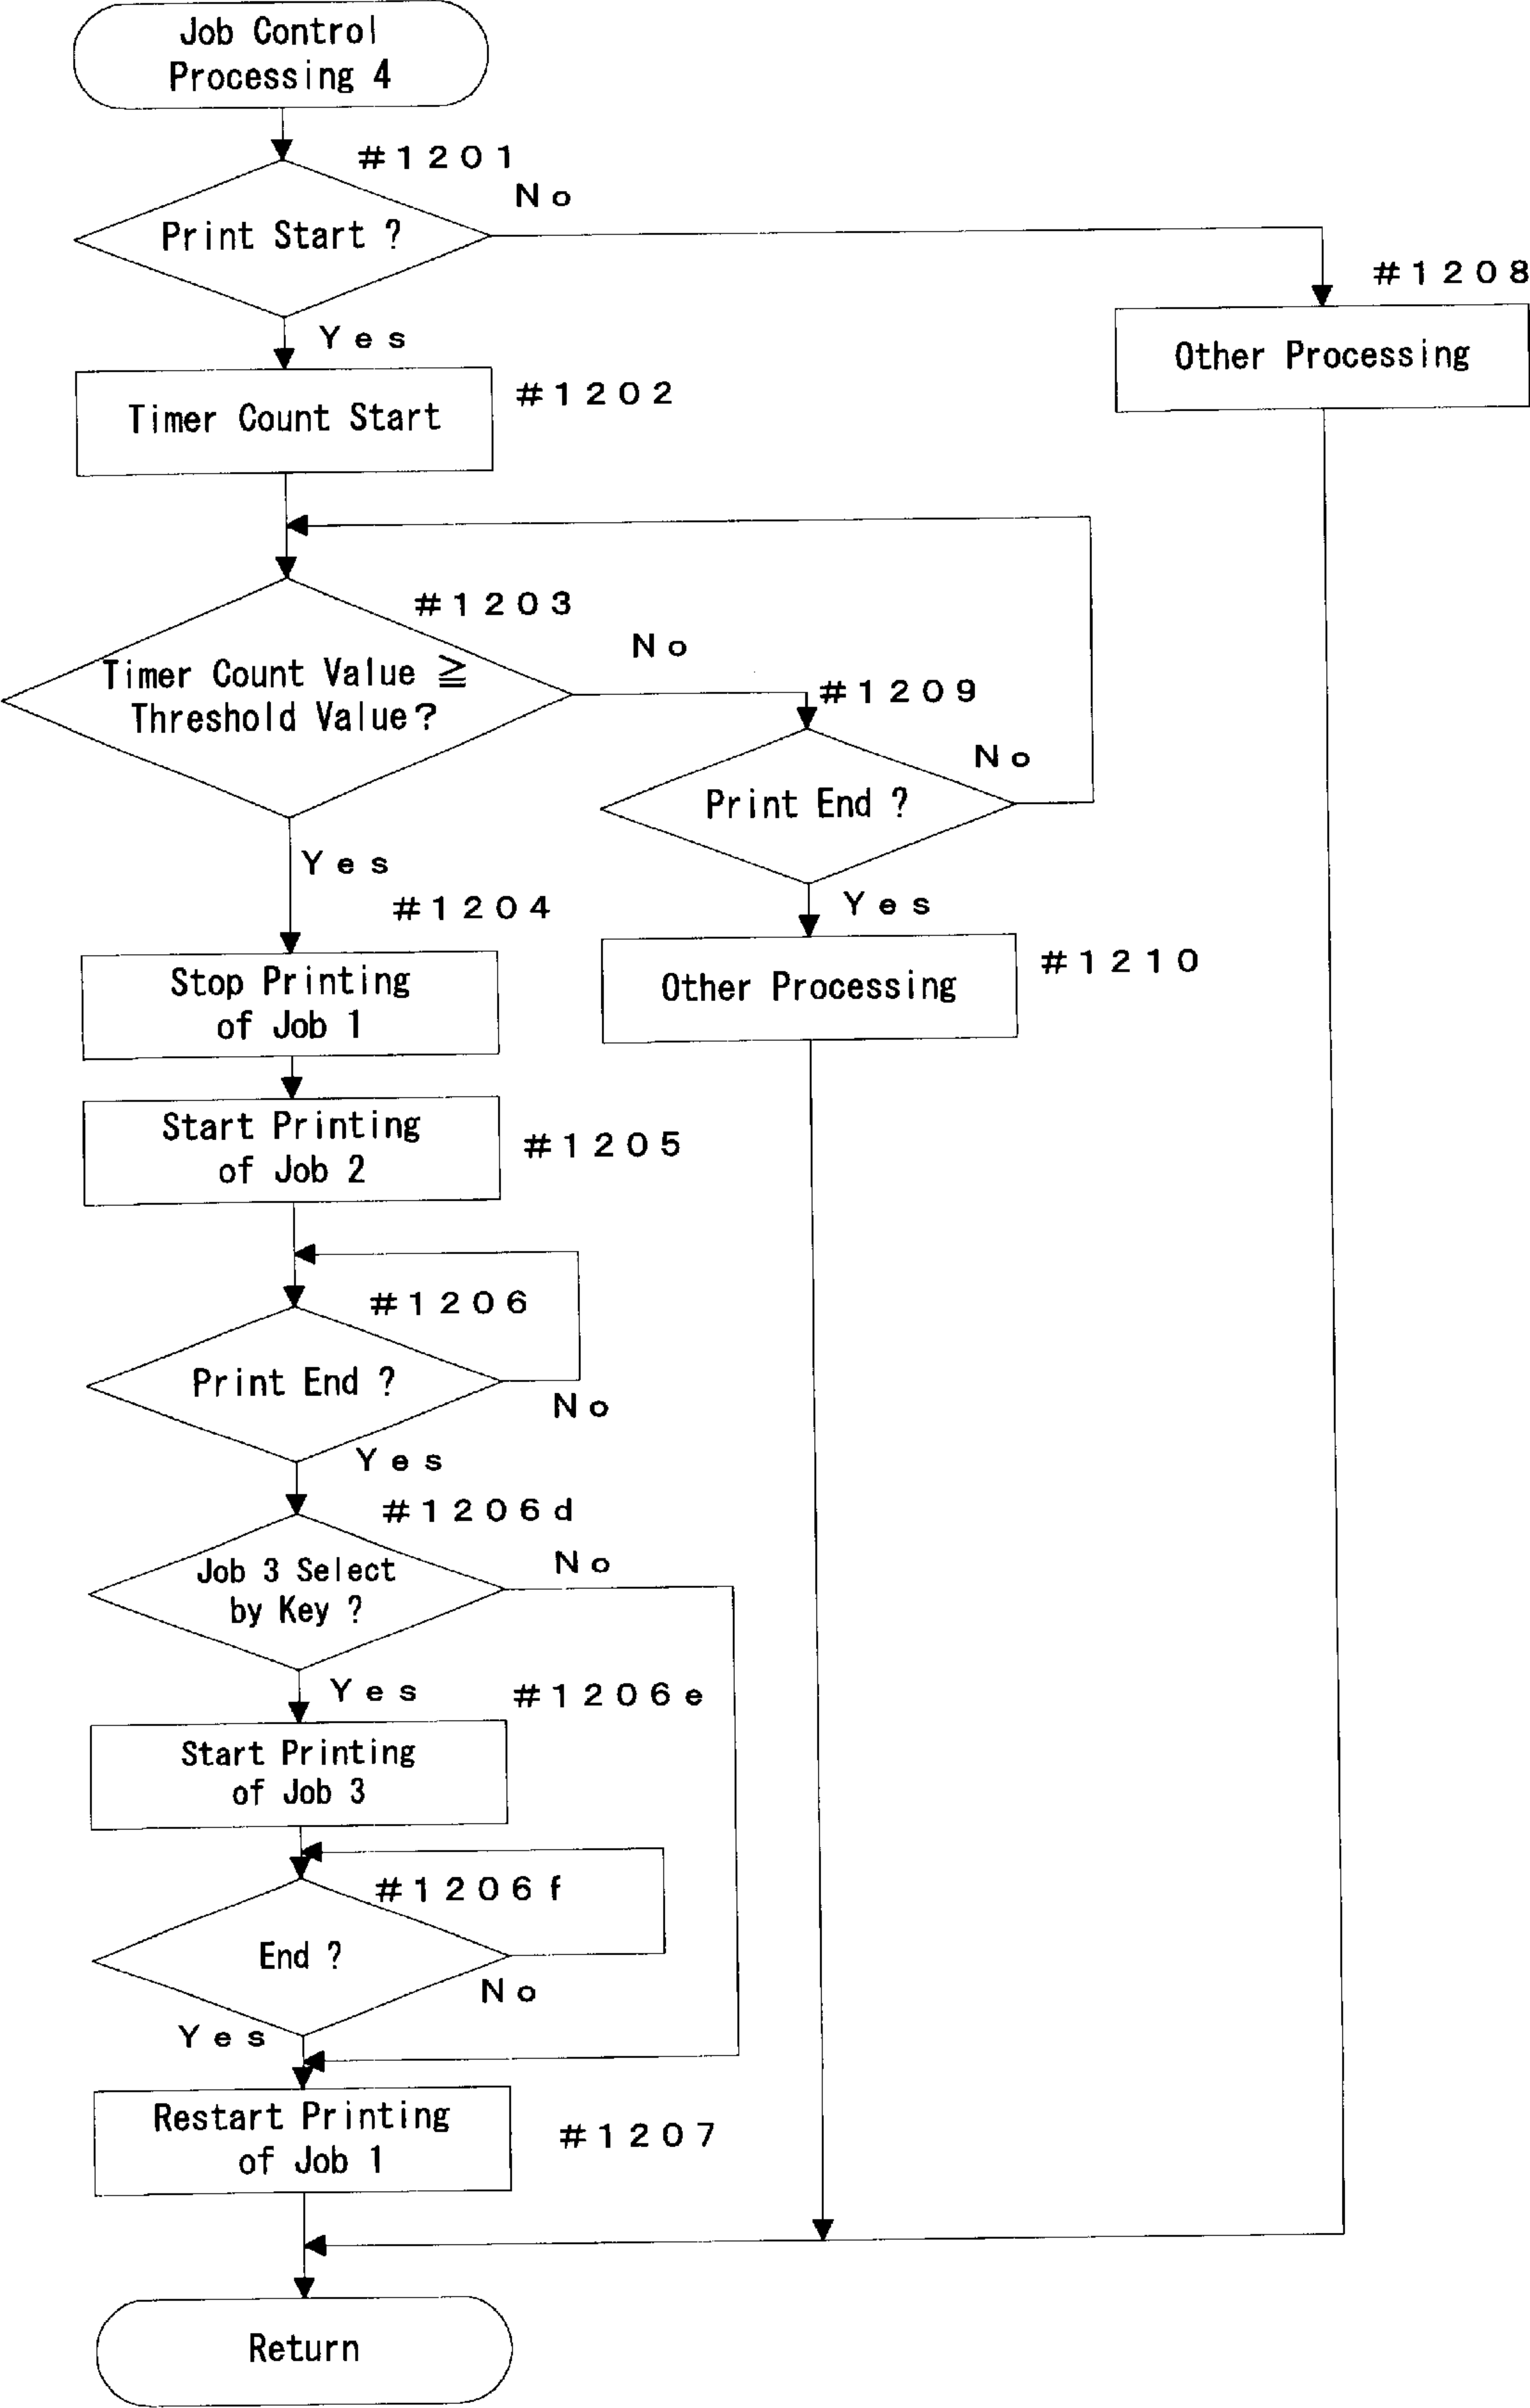 Job Control
Processing 4
#1201
No
Print Start ?
#1208
Yes
Other Processing
#1202
Timer Count Start
#1203
No
Timer Count Value ≧
Threshold Value?
#1209
No
Print End ?
Yes
#1204
Yes
Stop Printing
of Job 1
Other Processing
#1210
Start Printing
of Job 2
#1205
#1206
Print End ?
No
Yes
#1206d
No
Job 3 Select
by Key ?
Yes
#1206e
Start Printing
of Job 3
#1206f
End ?
No
Yes
Restart Printing
of Job 1
#1207
Return